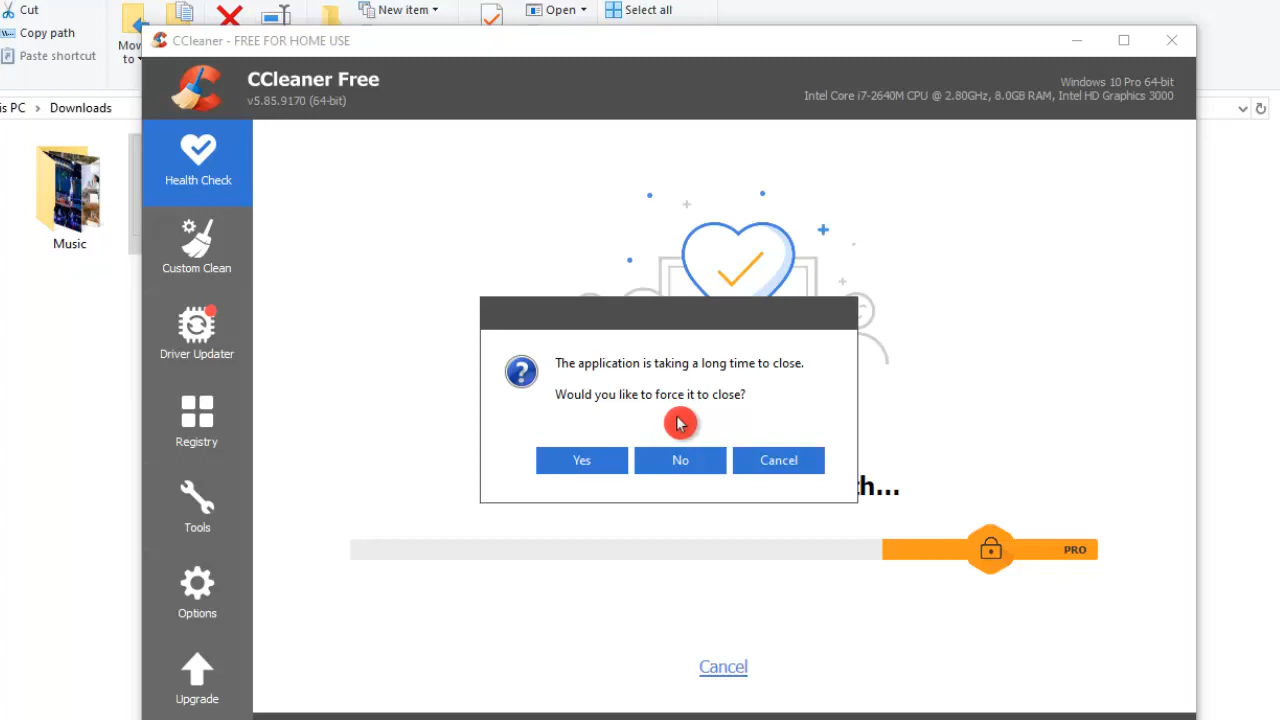 Cut
Copy path
Paste shortcut
Mov
to
New item
Open
Select all
is PC > Downloads
Music
CCleaner - FREE FOR HOME USE
CCleaner Free
v5.85.9170 (64-bit)
Windows 10 Pro 64-bit
Intel Core i7-2640M CPU @ 2.80GHz, 8.0GB RAM, Intel HD Graphics 3000
Health Check
Custom Clean
Driver Updater
Registry
Tools
Options
Upgrade
The application is taking a long time to close.
Would you like to force it to close?
Yes
No
Cancel
th...
PRO
Cancel